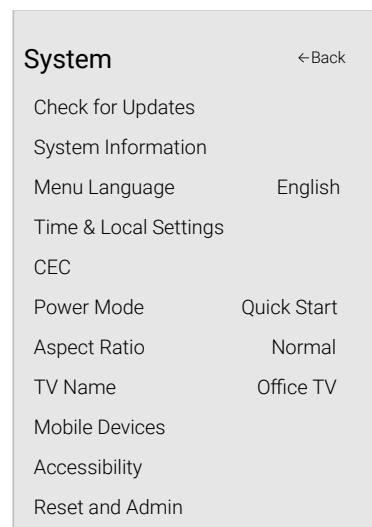 System ←Back
Check for Updates
System Information
Menu Language English
Time & Local Settings
CEC
Power Mode Quick Start
Aspect Ratio Normal
TV Name Office TV
Mobile Devices
Accessibility
Reset and Admin